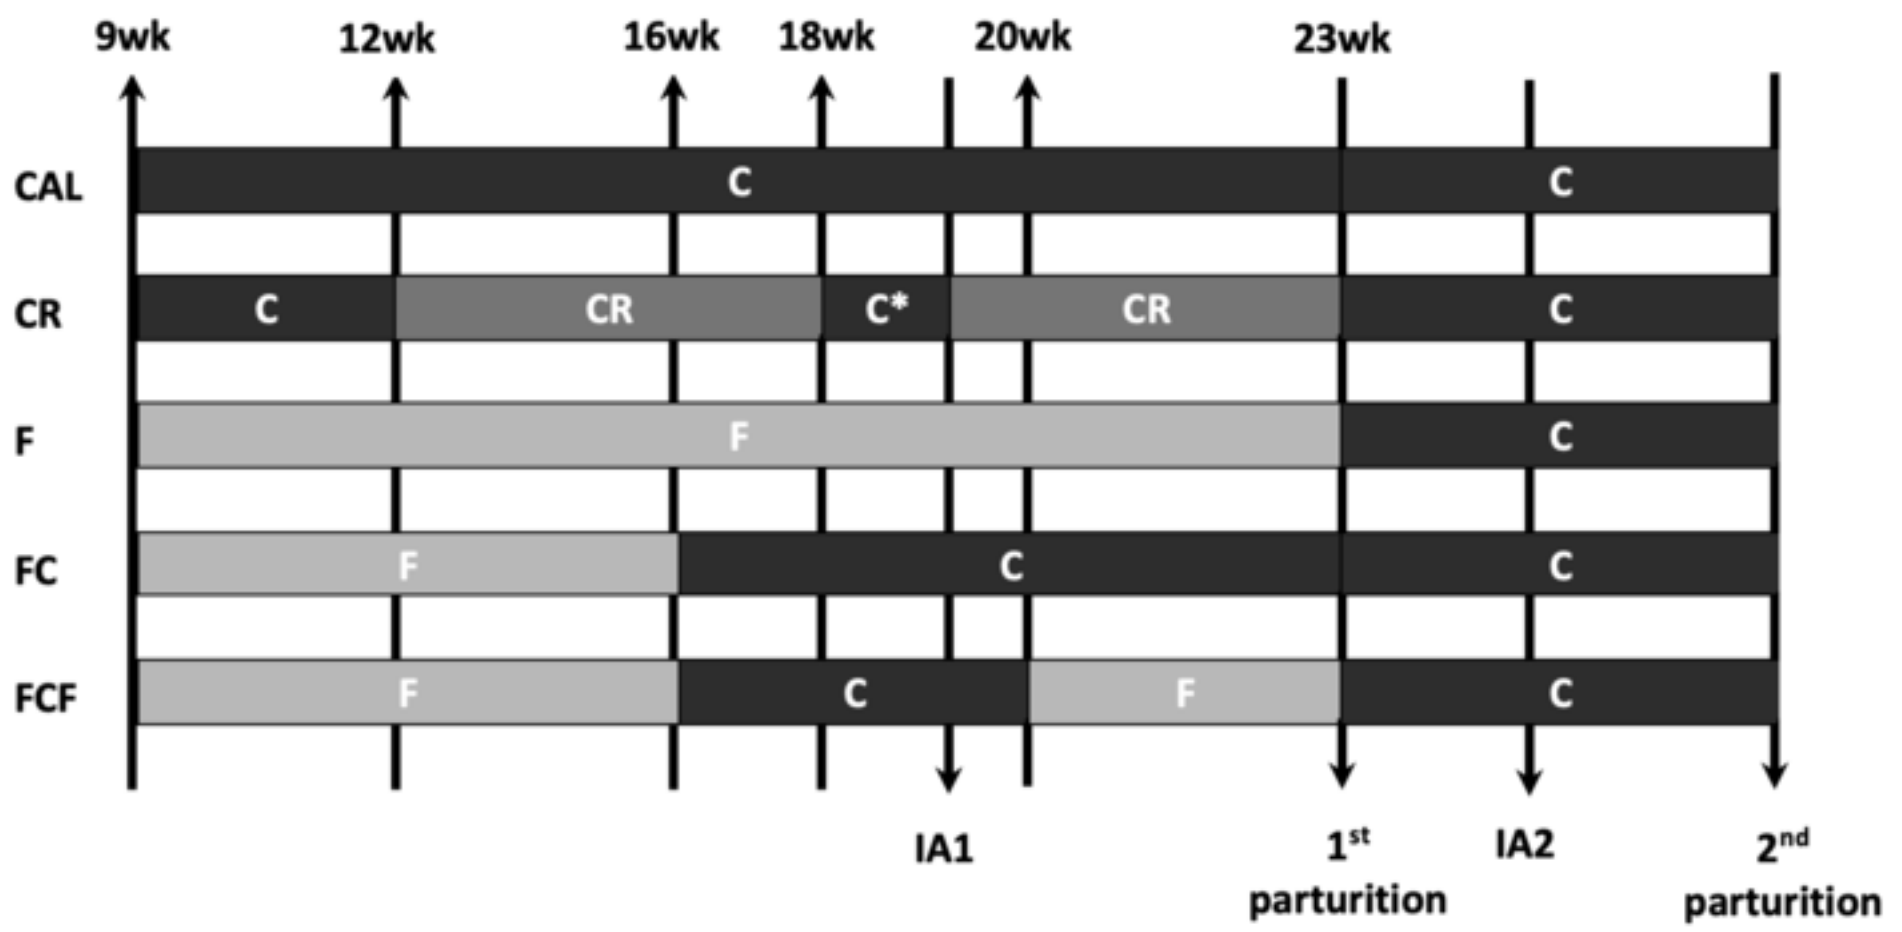 9wk 12wk 16wk 18wk 20wk 23wk
CAL C C
CR C CR C* CR C
F F C
FC F C C
FCF F C F C
IA1 1st parturition IA2 2nd parturition